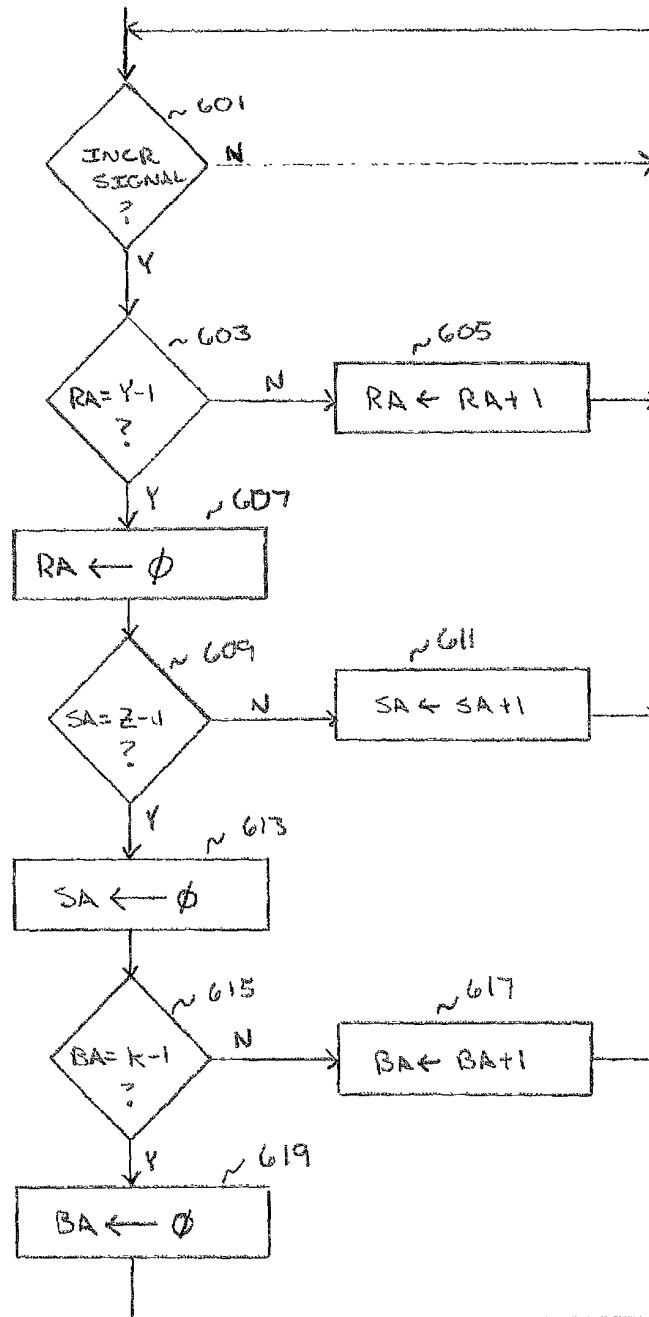 ~ 601
INCR
SIGNAL
?
N
Y
~ 603
RA = Y-1
?
N
~ 605
RA ← RA + 1
Y
~ 607
RA ← ϕ
~ 609
SA = Z-1
?
N
~ 611
SA ← SA + 1
Y
~ 613
SA ← ϕ
~ 615
BA = K-1
?
N
~ 617
BA ← BA + 1
Y
~ 619
BA ← ϕ